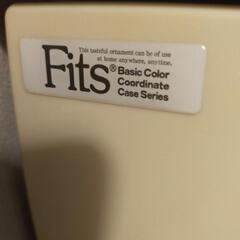 This tasteful ornament can be of use
at home anywhere, anytime.
Fits® Basic Color
Coordinate
Case Series